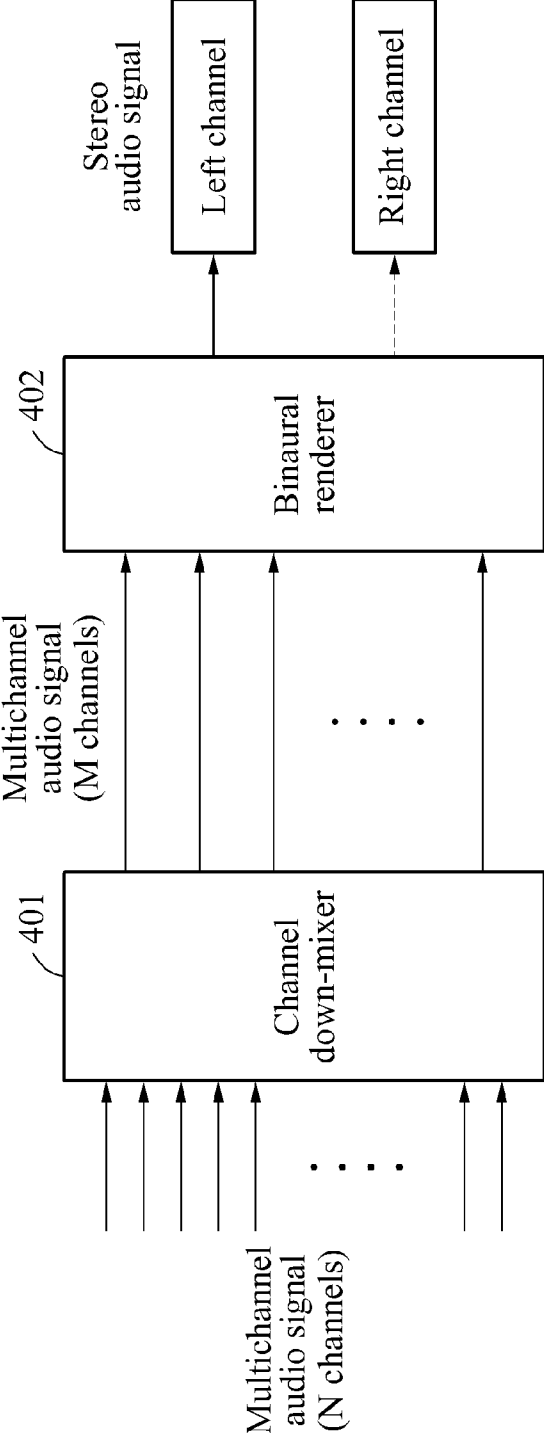 Multichannel
audio signal
(N channels)
401
Channel
down-mixer
Multichannel
audio signal
(M channels)
402
Binaural
renderer
Stereo
audio signal
Left channel
Right channel